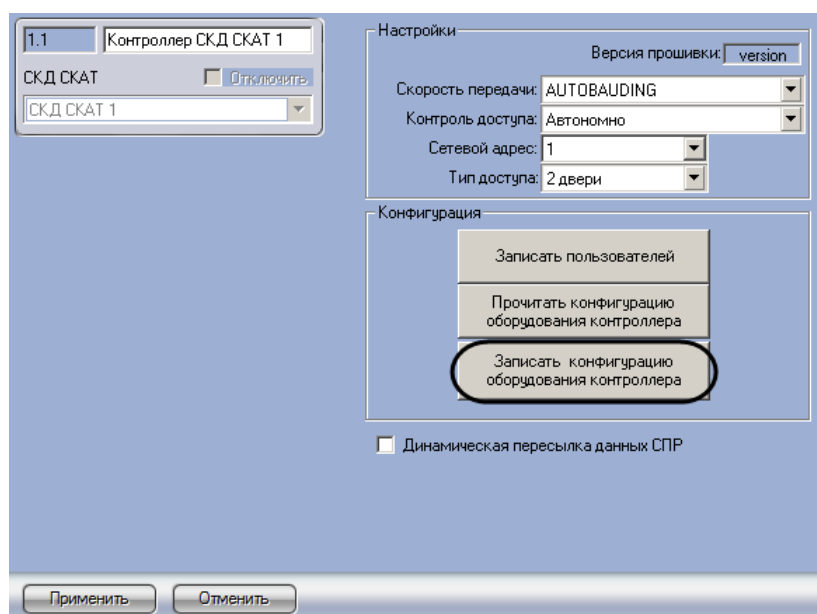 1.1 Контроллер СКД СКАТ 1
СКД СКАТ Отключить
СКД СКАТ 1
Настройки
Версия прошивки: version
Скорость передачи: AUTOBAUDING
Контроль доступа: Автономно
Сетевой адрес: 1
Тип доступа: 2 двери
Конфигурация
Записать пользователей
Прочитать конфигурацию
оборудования контроллера
Записать конфигурацию
оборудования контроллера
Динамическая пересылка данных СПР
Применить Отменить